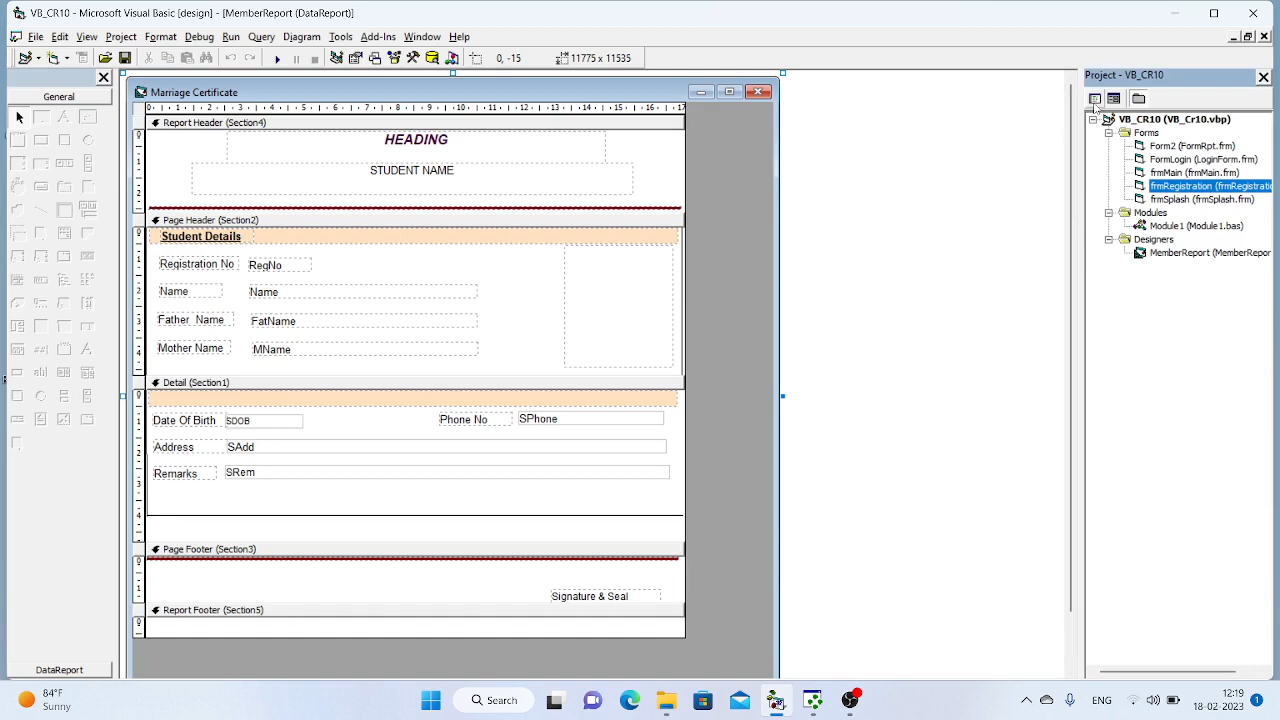 VB_CR10 - Microsoft Visual Basic [design] - [MemberReport (DataReport)]
File Edit View Project Format Debug Run Query Diagram Tools Add-Ins Window Help
0, -15 11775 x 11535
Project - VB_CR10
General
Marriage Certificate
Report Header (Section4)
HEADING
STUDENT NAME
Page Header (Section2)
Student Details
Registration No RegNo
Name Name
Father Name FatName
Mother Name MName
Detail (Section1)
Date Of Birth SDOB Phone No SPhone
Address SAdd
Remarks SRem
Page Footer (Section3)
Signature & Seal
Report Footer (Section5)
DataReport
VB_CR10 (VB_Cr10.vbp)
Forms
Form2 (FormRpt.frm)
FormLogin (LoginForm.frm)
frmMain (frmMain.frm)
frmRegistration (frmRegistratio
frmSplash (frmSplash.frm)
Modules
Module1 (Module1.bas)
Designers
MemberReport (MemberRepor
84°F
Sunny
Search
ENG
12:19
18-02-2023
1